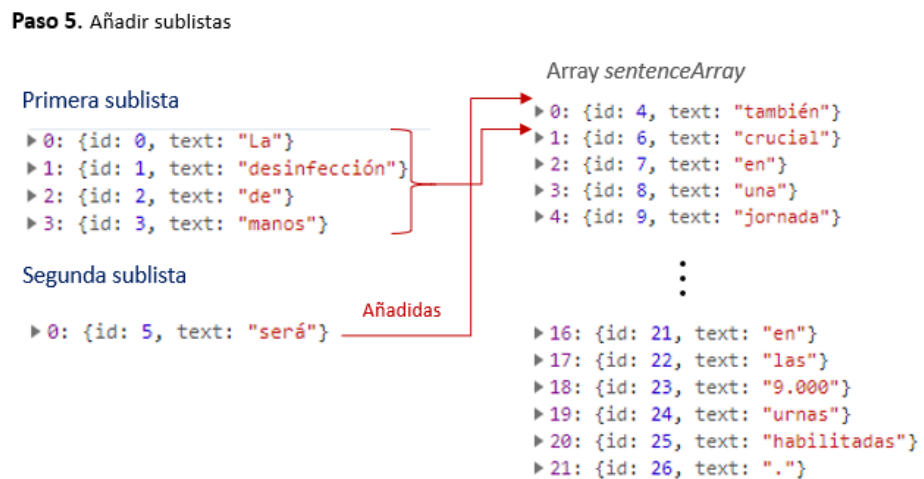 Paso 5. Añadir sublistas
Primera sublista
▶0: {id: 0, text: "La"}
▶1: {id: 1, text: "desinfección"}
▶2: {id: 2, text: "de"}
▶3: {id: 3, text: "manos"}
Segunda sublista
▶0: {id: 5, text: "será"}
Añadidas
Array sentenceArray
▶0: {id: 4, text: "también"}
▶1: {id: 6, text: "crucial"}
▶2: {id: 7, text: "en"}
▶3: {id: 8, text: "una"}
▶4: {id: 9, text: "jornada"}
⋮
▶16: {id: 21, text: "en"}
▶17: {id: 22, text: "las"}
▶18: {id: 23, text: "9.000"}
▶19: {id: 24, text: "urnas"}
▶20: {id: 25, text: "habilitadas"}
▶21: {id: 26, text: "."}